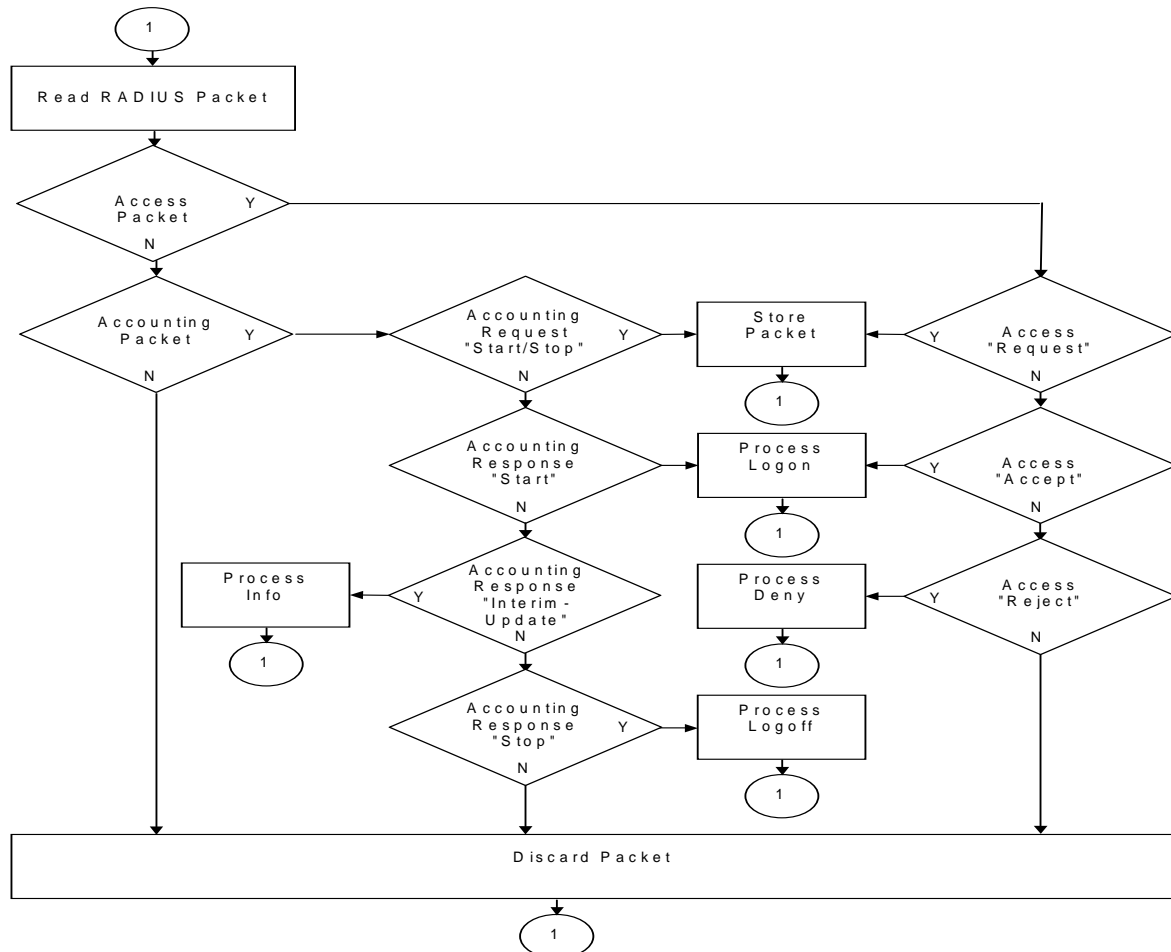 1
Read RADIUS Packet
Access
Packet
Y
N
Accounting
Packet
Y
N
Accounting
Request
"Start/Stop"
Y
N
Store
Packet
1
Y
Access
"Request"
N
Accounting
Response
"Start"
N
Process
Logon
1
Y
Access
"Accept"
N
Process
Info
1
Accounting
Response
"Interim-
Update"
Y
N
Process
Deny
1
Y
Access
"Reject"
N
Accounting
Response
"Stop"
Y
N
Process
Logoff
1
Discard Packet
1